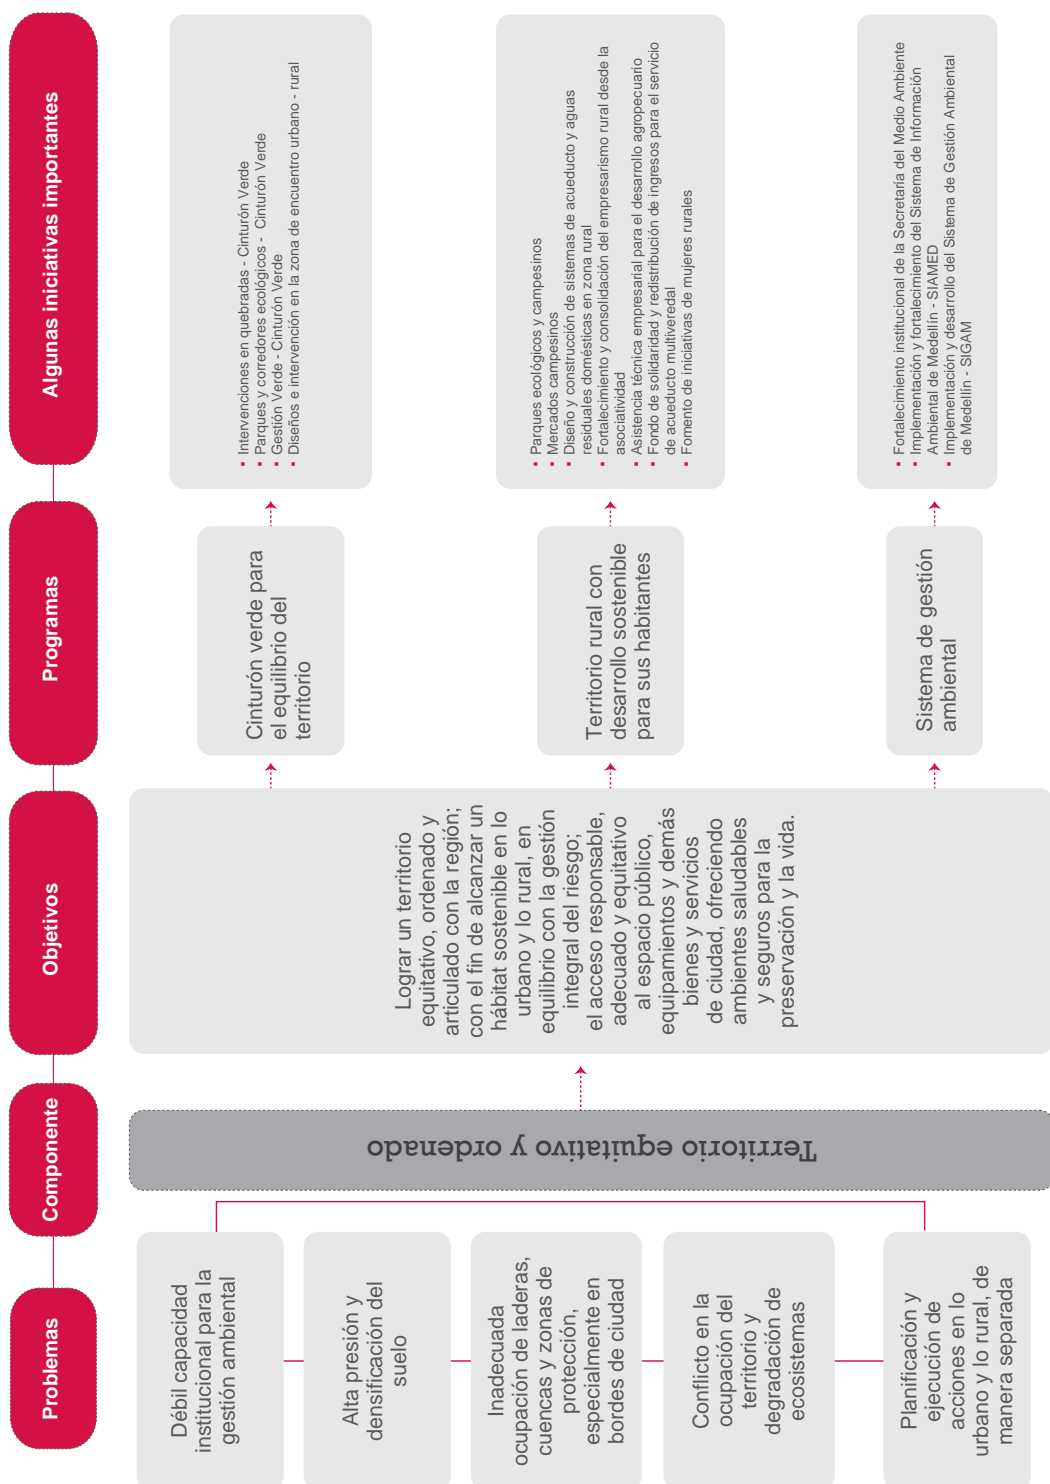 Problemas
Componente
Objetivos
Programas
Algunas iniciativas importantes
Débil capacidad
institucional para la
gestión ambiental
Alta presión y
densificación del
suelo
Inadecuada
ocupación de laderas,
cuencas y zonas de
protección,
especialmente en
bordes de ciudad
Conflicto en la
ocupación del
territorio y
degradación de
ecosistemas
Planificación y
ejecución de
acciones en lo
urbano y lo rural, de
manera separada
Territorio equitativo y ordenado
Lograr un territorio
equitativo, ordenado y
articulado con la región;
con el fin de alcanzar un
hábitat sostenible en lo
urbano y lo rural, en
equilibrio con la gestión
integral del riesgo;
el acceso responsable,
adecuado y equitativo
al espacio público,
equipamientos y demás
bienes y servicios
de ciudad, ofreciendo
ambientes saludables
y seguros para la
preservación y la vida.
Cinturón verde para
el equilibrio del
territorio
Territorio rural con
desarrollo sostenible
para sus habitantes
Sistema de gestión
ambiental
▪ Intervenciones en quebradas - Cinturón Verde
▪ Parques y corredores ecológicos - Cinturón Verde
▪ Gestión Verde - Cinturón Verde
▪ Diseños e intervención en la zona de encuentro urbano - rural
▪ Parques ecológicos y campesinos
▪ Mercados campesinos
▪ Diseño y construcción de sistemas de acueducto y aguas
residuales domésticas en zona rural
▪ Fortalecimiento y consolidación del empresarismo rural desde la
asociatividad
▪ Asistencia técnica empresarial para el desarrollo agropecuario
▪ Fondo de solidaridad y redistribución de ingresos para el servicio
de acueducto multiveredal
▪ Fomento de iniciativas de mujeres rurales
▪ Fortalecimiento institucional de la Secretaría del Medio Ambiente
▪ Implementación y fortalecimiento del Sistema de Información
Ambiental de Medellín - SIAMED
▪ Implementación y desarrollo del Sistema de Gestión Ambiental
de Medellín - SIGAM